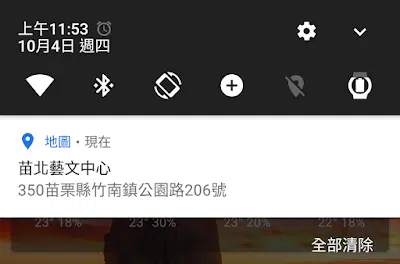 上午11:53
10月4日 週四
地圖 • 現在
苗北藝文中心
350苗栗縣竹南鎮公園路206號
23° 18% 23° 30% 23° 20% 22° 18%
全部清除